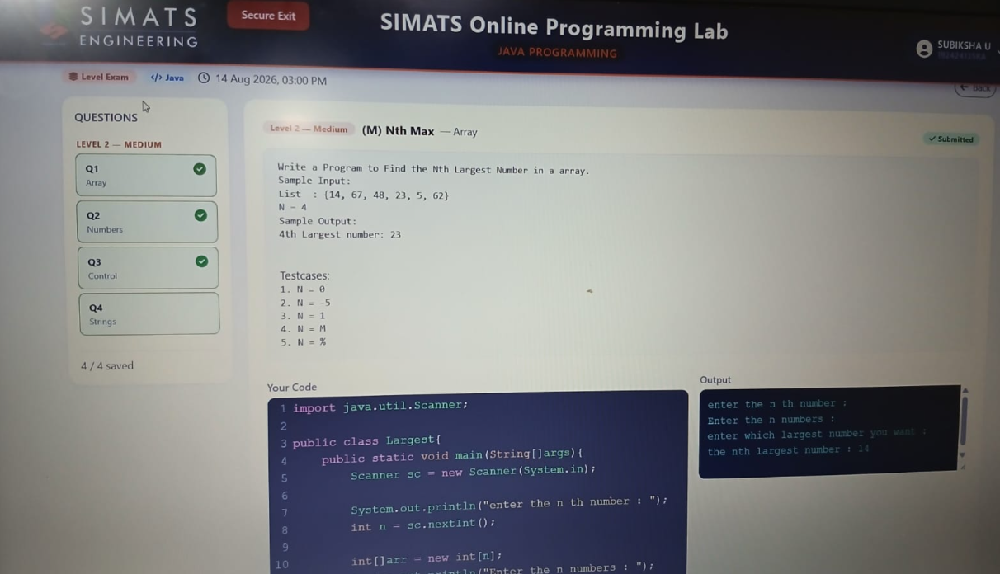 SIMATS
ENGINEERING
Secure Exit
SIMATS Online Programming Lab
JAVA PROGRAMMING
SUBIKSHA U
Level Exam
</> Java
14 Aug 2026, 03:00 PM
Back
QUESTIONS
LEVEL 2 — MEDIUM
Q1
Array
Q2
Numbers
Q3
Control
Q4
Strings
4 / 4 saved
Level 2 — Medium
(M) Nth Max — Array
✓ Submitted
Write a Program to Find the Nth Largest Number in a array.
Sample Input:
List  : {14, 67, 48, 23, 5, 62}
N = 4
Sample Output:
4th Largest number: 23
Testcases:
1. N = 0
2. N = -5
3. N = 1
4. N = M
5. N = %
Your Code
1 import java.util.Scanner;
2
3 public class Largest{
4     public static void main(String[]args){
5         Scanner sc = new Scanner(System.in);
6
7         System.out.println("enter the n th number : ");
8         int n = sc.nextInt();
9
10         int[]arr = new int[n];
("Enter the n numbers : ");
Output
enter the n th number :
Enter the n numbers :
enter which largest number you want :
the nth largest number : 14